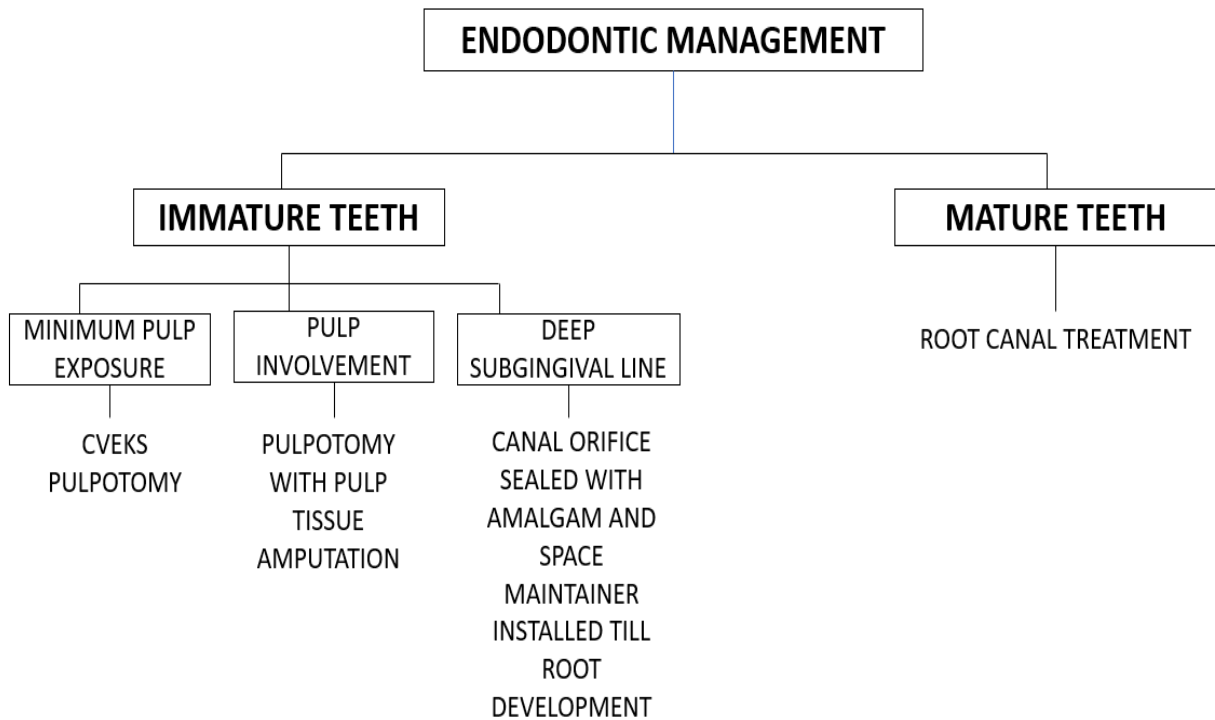 ENDODONTIC MANAGEMENT
IMMATURE TEETH
MATURE TEETH
MINIMUM PULP
EXPOSURE
PULP
INVOLVEMENT
DEEP
SUBGINGIVAL LINE
ROOT CANAL TREATMENT
CVEKS
PULPOTOMY
PULPOTOMY
WITH PULP
TISSUE
AMPUTATION
CANAL ORIFICE
SEALED WITH
AMALGAM AND
SPACE
MAINTAINER
INSTALLED TILL
ROOT
DEVELOPMENT